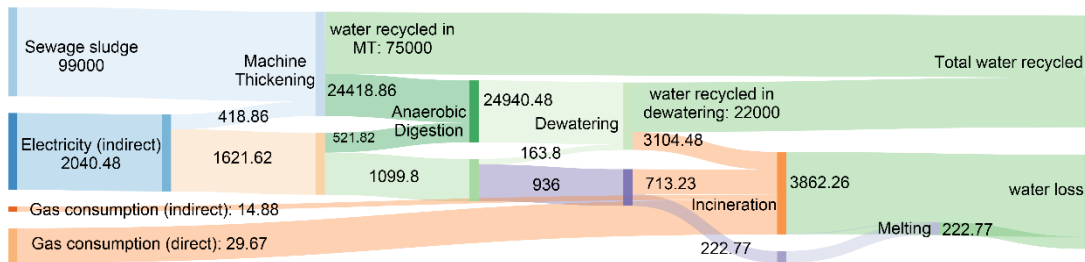 Sewage sludge
99000
Machine
Thickening
water recycled in
MT: 75000
Total water recycled
418.86
24418.86
Anaerobic
Digestion
24940.48
Dewatering
water recycled in
dewatering: 22000
Electricity (indirect)
2040.48
1621.62
521.82
163.8
3104.48
1099.8
936
713.23
3862.26
water loss
Gas consumption (indirect): 14.88
Incineration
Gas consumption (direct): 29.67
222.77
Melting
222.77